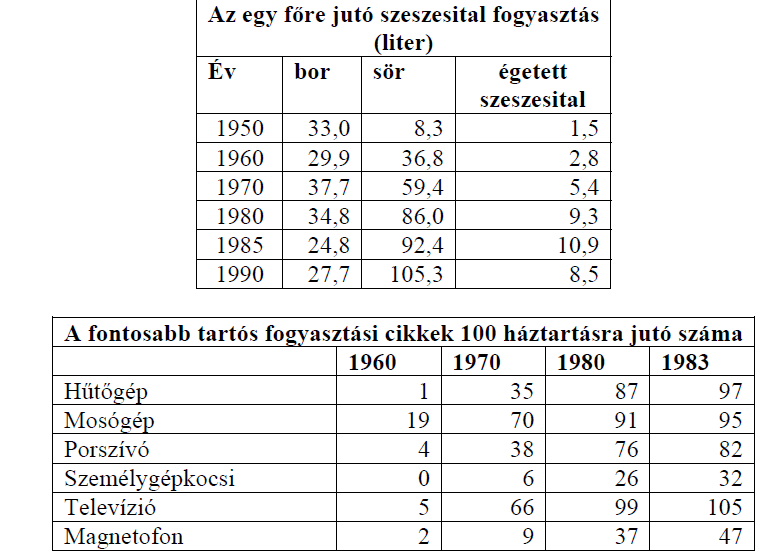 Az egy főre jutó szeszesital fogyasztás
(liter)
Év bor sör égetett
szeszesital
1950 33,0 8,3 1,5
1960 29,9 36,8 2,8
1970 37,7 59,4 5,4
1980 34,8 86,0 9,3
1985 24,8 92,4 10,9
1990 27,7 105,3 8,5
A fontosabb tartós fogyasztási cikkek 100 háztartásra jutó száma
1960 1970 1980 1983
Hűtőgép 1 35 87 97
Mosógép 19 70 91 95
Porszívó 4 38 76 82
Személygépkocsi 0 6 26 32
Televízió 5 66 99 105
Magnetofon 2 9 37 47